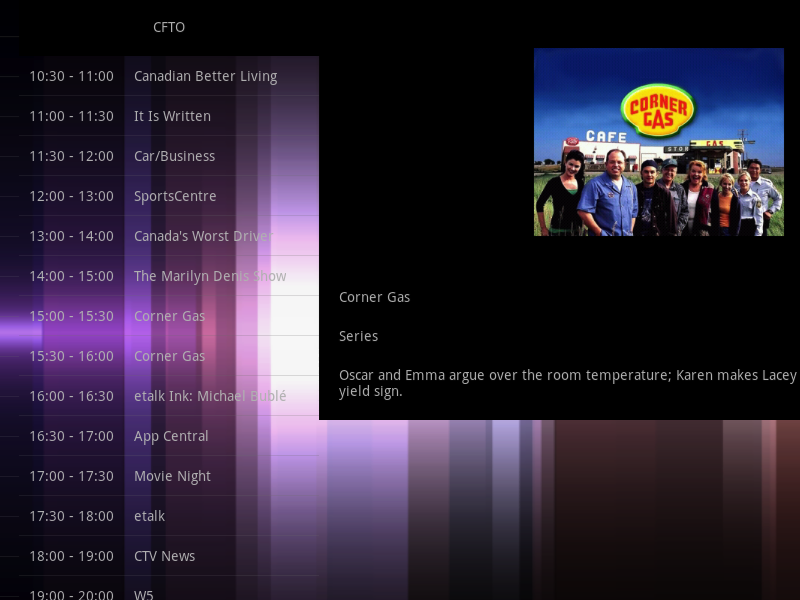 CFTO
10:30 - 11:00 Canadian Better Living
11:00 - 11:30 It Is Written
11:30 - 12:00 Car/Business
12:00 - 13:00 SportsCentre
13:00 - 14:00 Canada's Worst Driver
14:00 - 15:00 The Marilyn Denis Show
15:00 - 15:30 Corner Gas
15:30 - 16:00 Corner Gas
16:00 - 16:30 etalk Ink: Michael Bublé
16:30 - 17:00 App Central
17:00 - 17:30 Movie Night
17:30 - 18:00 etalk
18:00 - 19:00 CTV News
19:00 - 20:00 W5
CORNER
GAS
CAFE
GAS
Corner Gas
Series
Oscar and Emma argue over the room temperature; Karen makes Lacey
yield sign.